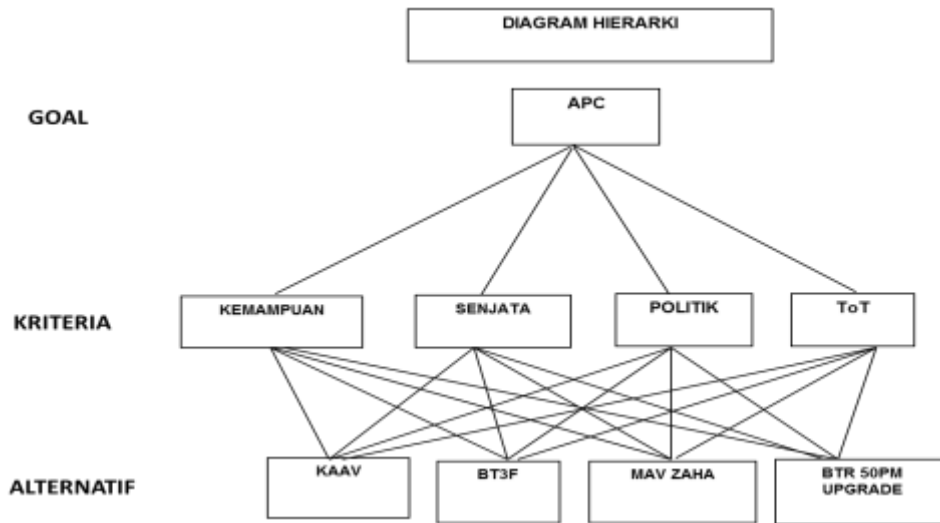 DIAGRAM HIERARKI
GOAL
APC
KRITERIA
KEMAMPUAN
SENJATA
POLITIK
ToT
ALTERNATIF
KAAV
BT3F
MAV ZAHA
BTR 50PM
UPGRADE